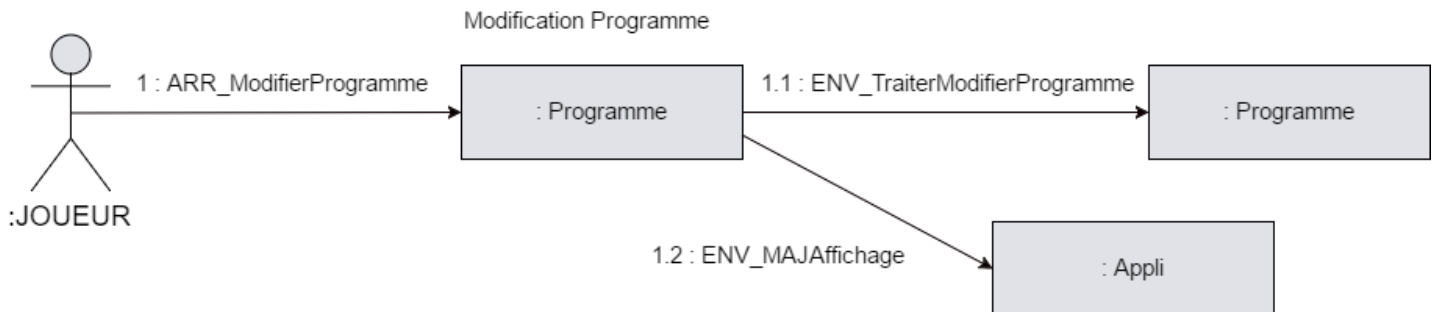 Modification Programme
1 : ARR_ModifierProgramme
1.1 : ENV_TraiterModifierProgramme
: Programme
: Programme
:JOUEUR
1.2 : ENV_MAJAffichage
: Appli